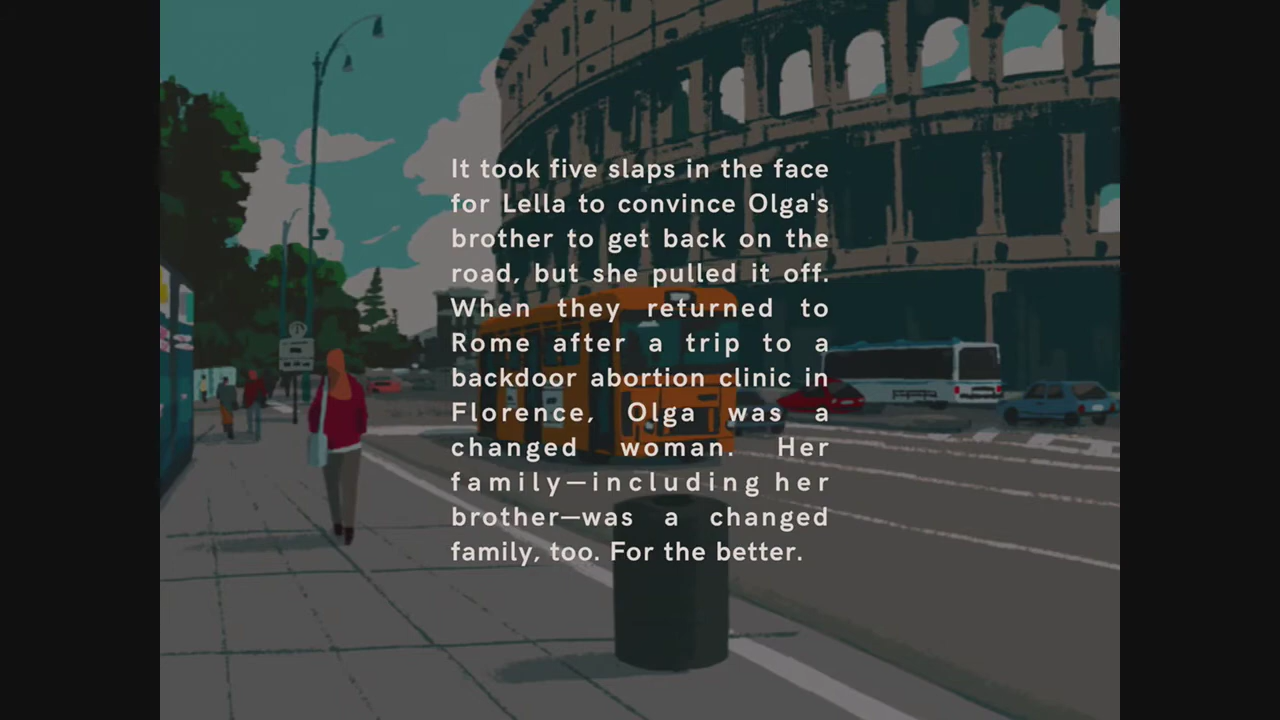 It took five slaps in the face
for Lella to convince Olga's
brother to get back on the
road, but she pulled it off.
When they returned to
Rome after a trip to a
backdoor abortion clinic in
Florence, Olga was a
changed woman. Her
family—including her
brother—was a changed
family, too. For the better.